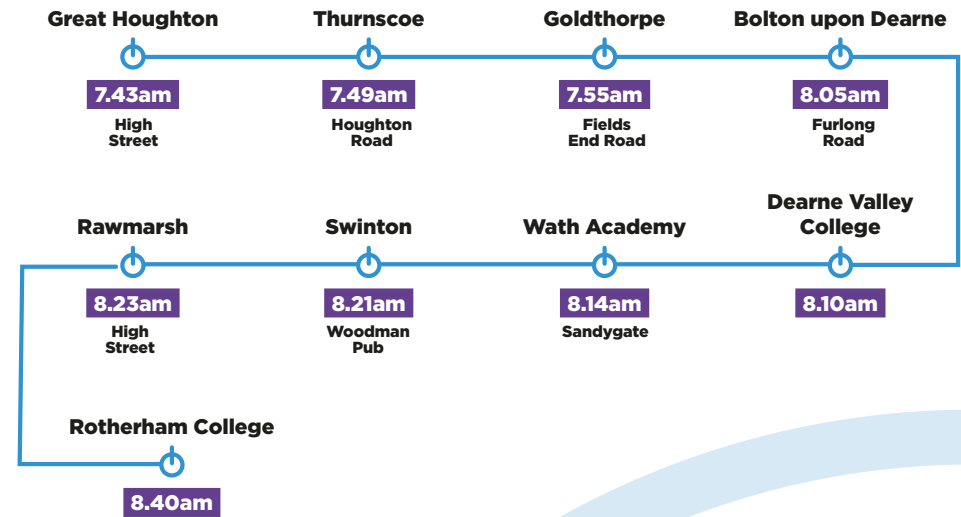 Great Houghton
Thurnscoe
Goldthorpe
Bolton upon Dearne
7.43am
7.49am
7.55am
8.05am
High
Street
Houghton
Road
Fields
End Road
Furlong
Road
Rawmarsh
Swinton
Wath Academy
Dearne Valley
College
8.23am
8.21am
8.14am
8.10am
High
Street
Woodman
Pub
Sandygate
Rotherham College
8.40am